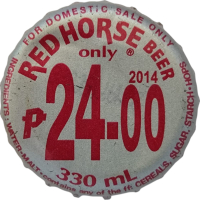 FOR DOMESTIC SALE ONLY
RED HORSE BEER
only ®
2014
₱24-00
330 mL
INGREDIENTS: WATER, MALT, CEREALS, SUGAR, STARCH, HOPS
contains any of the